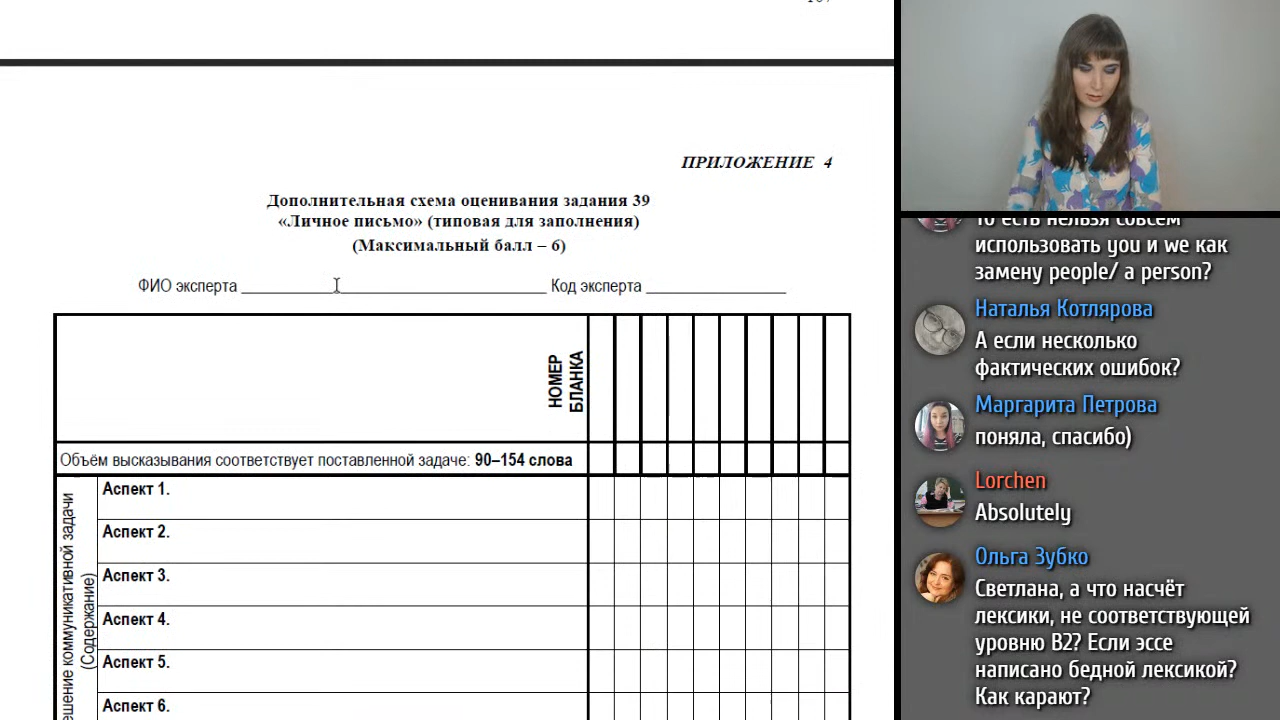 ПРИЛОЖЕНИЕ 4
Дополнительная схема оценивания задания 39
«Личное письмо» (типовая для заполнения)
(Максимальный балл – 6)
ФИО эксперта ____________________ Код эксперта ____________________
НОМЕР
БЛАНКА
Объём высказывания соответствует поставленной задаче: 90–154 слова
Аспект 1.
Аспект 2.
Аспект 3.
Аспект 4.
Аспект 5.
Аспект 6.
ешение коммуникативной задачи
(Содержание)
То есть нельзя совсем
использовать you и we как
замену people/ a person?
Наталья Котлярова
А если несколько
фактических ошибок?
Маргарита Петрова
поняла, спасибо)
Lorchen
Absolutely
Ольга Зубко
Светлана, а что насчёт
лексики, не соответствующей
уровню B2? Если эссе
написано бедной лексикой?
Как карают?